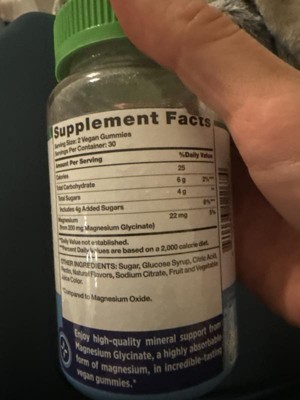 Supplement Facts
Serving Size: 2 Vegan Gummies
Servings Per Container: 30
Amount Per Serving %Daily Value
Calories 25
Total Carbohydrate 6 g 2%**
Total Sugars 4 g
Includes 4g Added Sugars 8%**
Magnesium 22 mg 5%
(from 200 mg Magnesium Glycinate)
*Daily Value not established.
**Percent Daily Values are based on a 2,000 calorie diet.
OTHER INGREDIENTS: Sugar, Glucose Syrup, Citric Acid,
Pectin, Natural Flavors, Sodium Citrate, Fruit and Vegetable
Juice Color.
*Compared to Magnesium Oxide.
Enjoy high-quality mineral support from
Magnesium Glycinate, a highly absorbable
form of magnesium, in incredible-tasting
vegan gummies.*